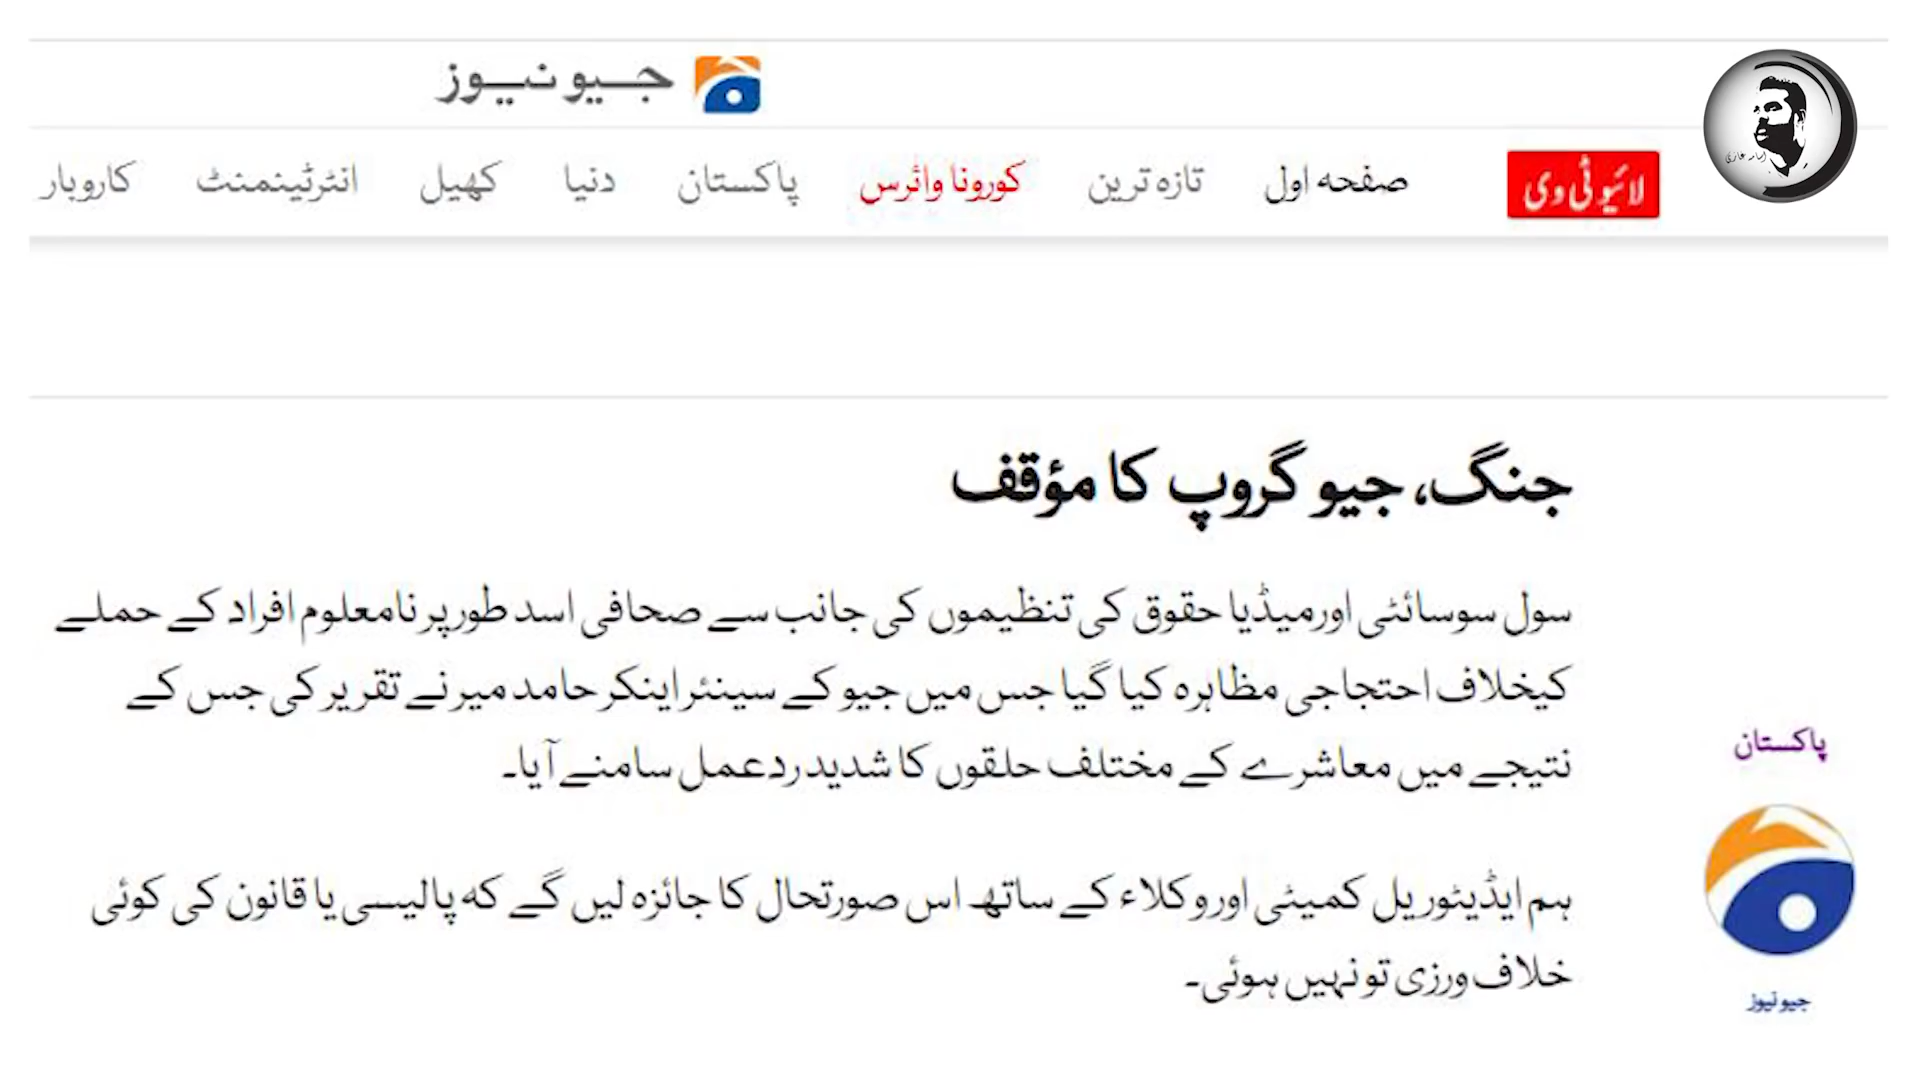 جیو نیوز
لائیو ٹی وی صفحہ اول تازہ ترین کورونا وائرس پاکستان دنیا کھیل انٹرٹینمنٹ کاروبار
جنگ، جیو گروپ کا مؤقف
سول سوسائٹی اورمیڈیا حقوق کی تنظیموں کی جانب سے صحافی اسد طورپر نامعلوم افراد کے حملے
کیخلاف احتجاجی مظاہرہ کیا گیا جس میں جیو کے سینئراینکر حامد میر نے تقریر کی جس کے
نتیجے میں معاشرے کے مختلف حلقوں کا شدید ردعمل سامنے آیا۔
ہم ایڈیٹوریل کمیٹی اور وکلاء کے ساتھ اس صورتحال کا جائزہ لیں گے کہ پالیسی یا قانون کی کوئی
خلاف ورزی تو نہیں ہوئی۔
پاکستان
جیو نیوز